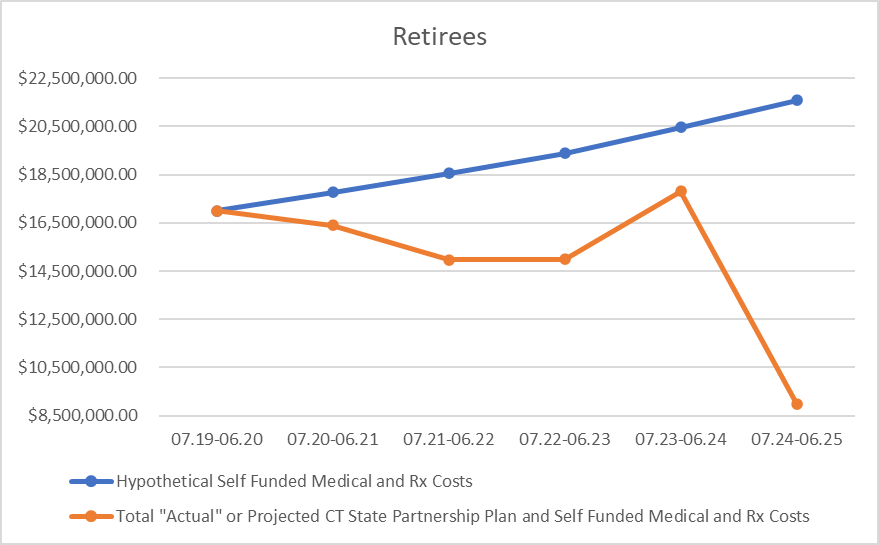 Retirees
$22,500,000.00
$20,500,000.00
$18,500,000.00
$16,500,000.00
$14,500,000.00
$12,500,000.00
$10,500,000.00
$8,500,000.00
07.19-06.20 07.20-06.21 07.21-06.22 07.22-06.23 07.23-06.24 07.24-06.25
Hypothetical Self Funded Medical and Rx Costs
Total "Actual" or Projected CT State Partnership Plan and Self Funded Medical and Rx Costs